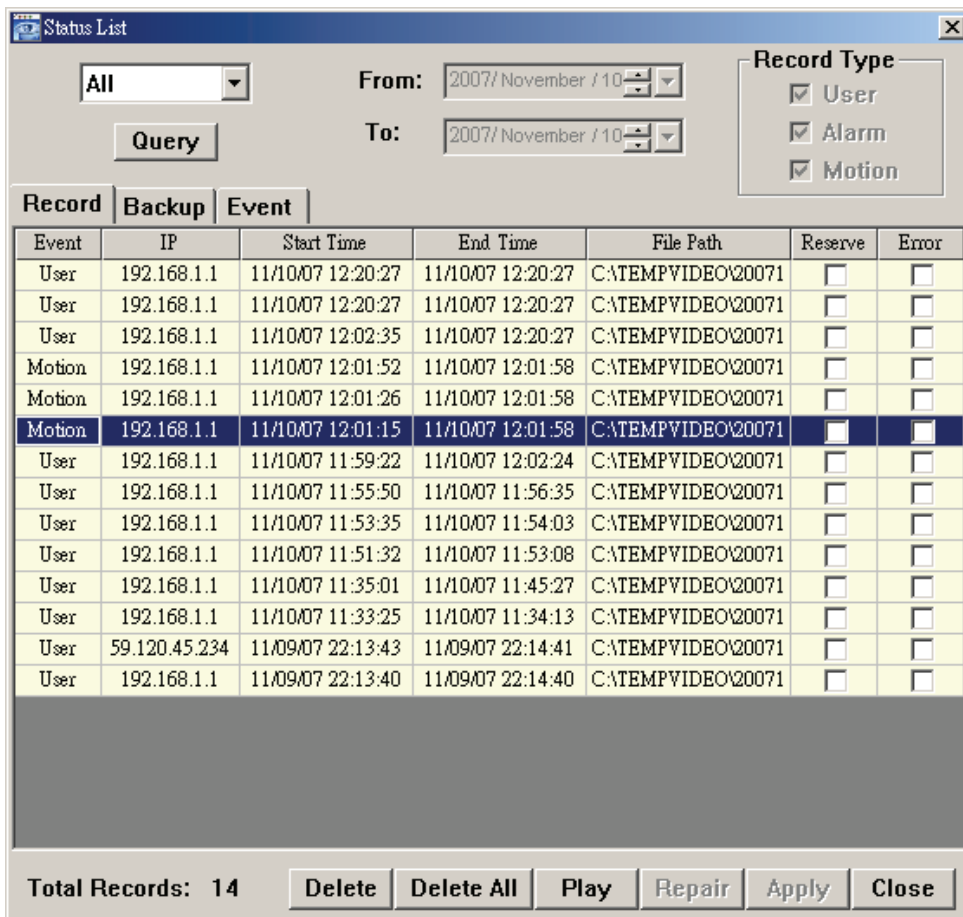 Status List
All
From: 2007/ November / 10
Record Type
User
Query
To: 2007/ November / 10
Alarm
Motion
Record Backup Event
Event IP Start Time End Time File Path Reserve Error
User 192.168.1.1 11/10/07 12:20:27 11/10/07 12:20:27 C:\TEMPVIDEO\20071
User 192.168.1.1 11/10/07 12:20:27 11/10/07 12:20:27 C:\TEMPVIDEO\20071
User 192.168.1.1 11/10/07 12:02:35 11/10/07 12:20:27 C:\TEMPVIDEO\20071
Motion 192.168.1.1 11/10/07 12:01:52 11/10/07 12:01:58 C:\TEMPVIDEO\20071
Motion 192.168.1.1 11/10/07 12:01:26 11/10/07 12:01:58 C:\TEMPVIDEO\20071
Motion 192.168.1.1 11/10/07 12:01:15 11/10/07 12:01:58 C:\TEMPVIDEO\20071
User 192.168.1.1 11/10/07 11:59:22 11/10/07 12:02:24 C:\TEMPVIDEO\20071
User 192.168.1.1 11/10/07 11:55:50 11/10/07 11:56:35 C:\TEMPVIDEO\20071
User 192.168.1.1 11/10/07 11:53:35 11/10/07 11:54:03 C:\TEMPVIDEO\20071
User 192.168.1.1 11/10/07 11:51:32 11/10/07 11:53:08 C:\TEMPVIDEO\20071
User 192.168.1.1 11/10/07 11:35:01 11/10/07 11:45:27 C:\TEMPVIDEO\20071
User 192.168.1.1 11/10/07 11:33:25 11/10/07 11:34:13 C:\TEMPVIDEO\20071
User 59.120.45.234 11/09/07 22:13:43 11/09/07 22:14:41 C:\TEMPVIDEO\20071
User 192.168.1.1 11/09/07 22:13:40 11/09/07 22:14:40 C:\TEMPVIDEO\20071
Total Records: 14 Delete Delete All Play Repair Apply Close